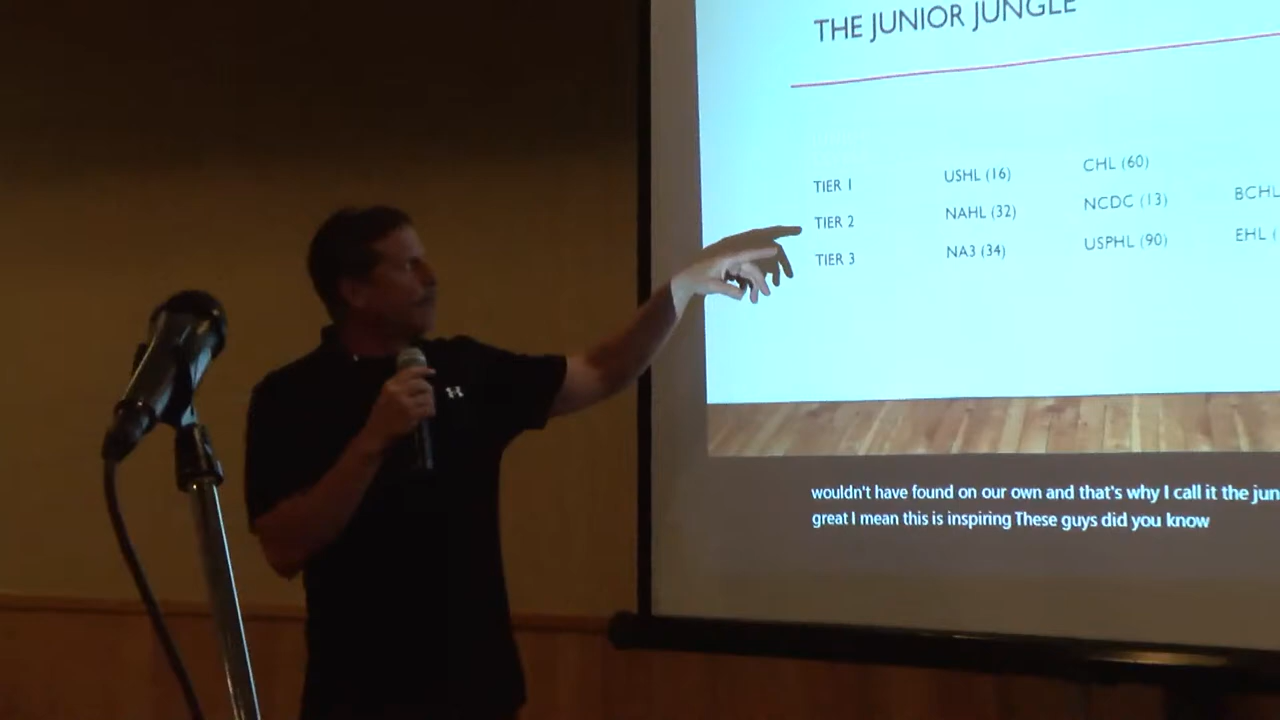 THE JUNIOR JUNGLE
TIER 1 USHL (16) CHL (60)
TIER 2 NAHL (32) NCDC (13) BCHL
TIER 3 NA3 (34) USPHL (90) EHL (
wouldn't have found on our own and that's why I call it the jun
great I mean this is inspiring These guys did you know